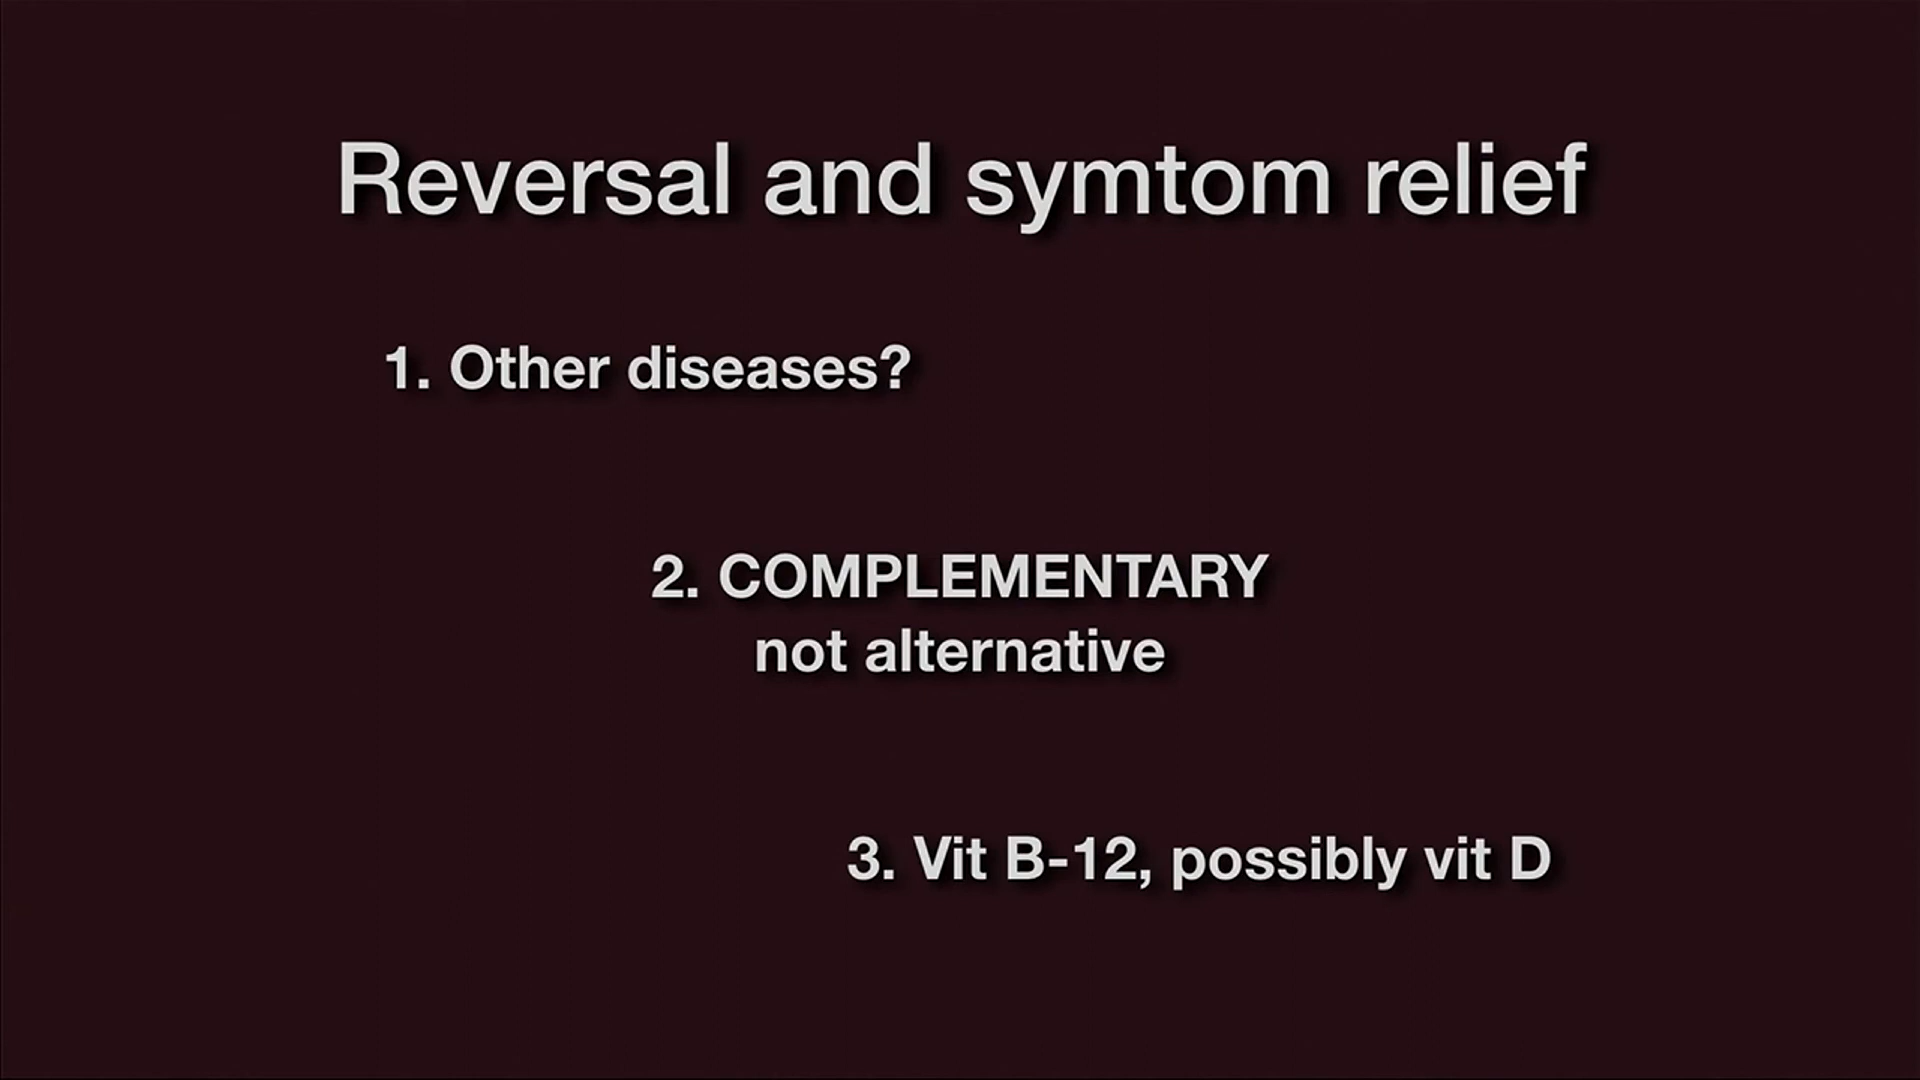 Reversal and symtom relief
1. Other diseases?
2. COMPLEMENTARY
not alternative
3. Vit B-12, possibly vit D